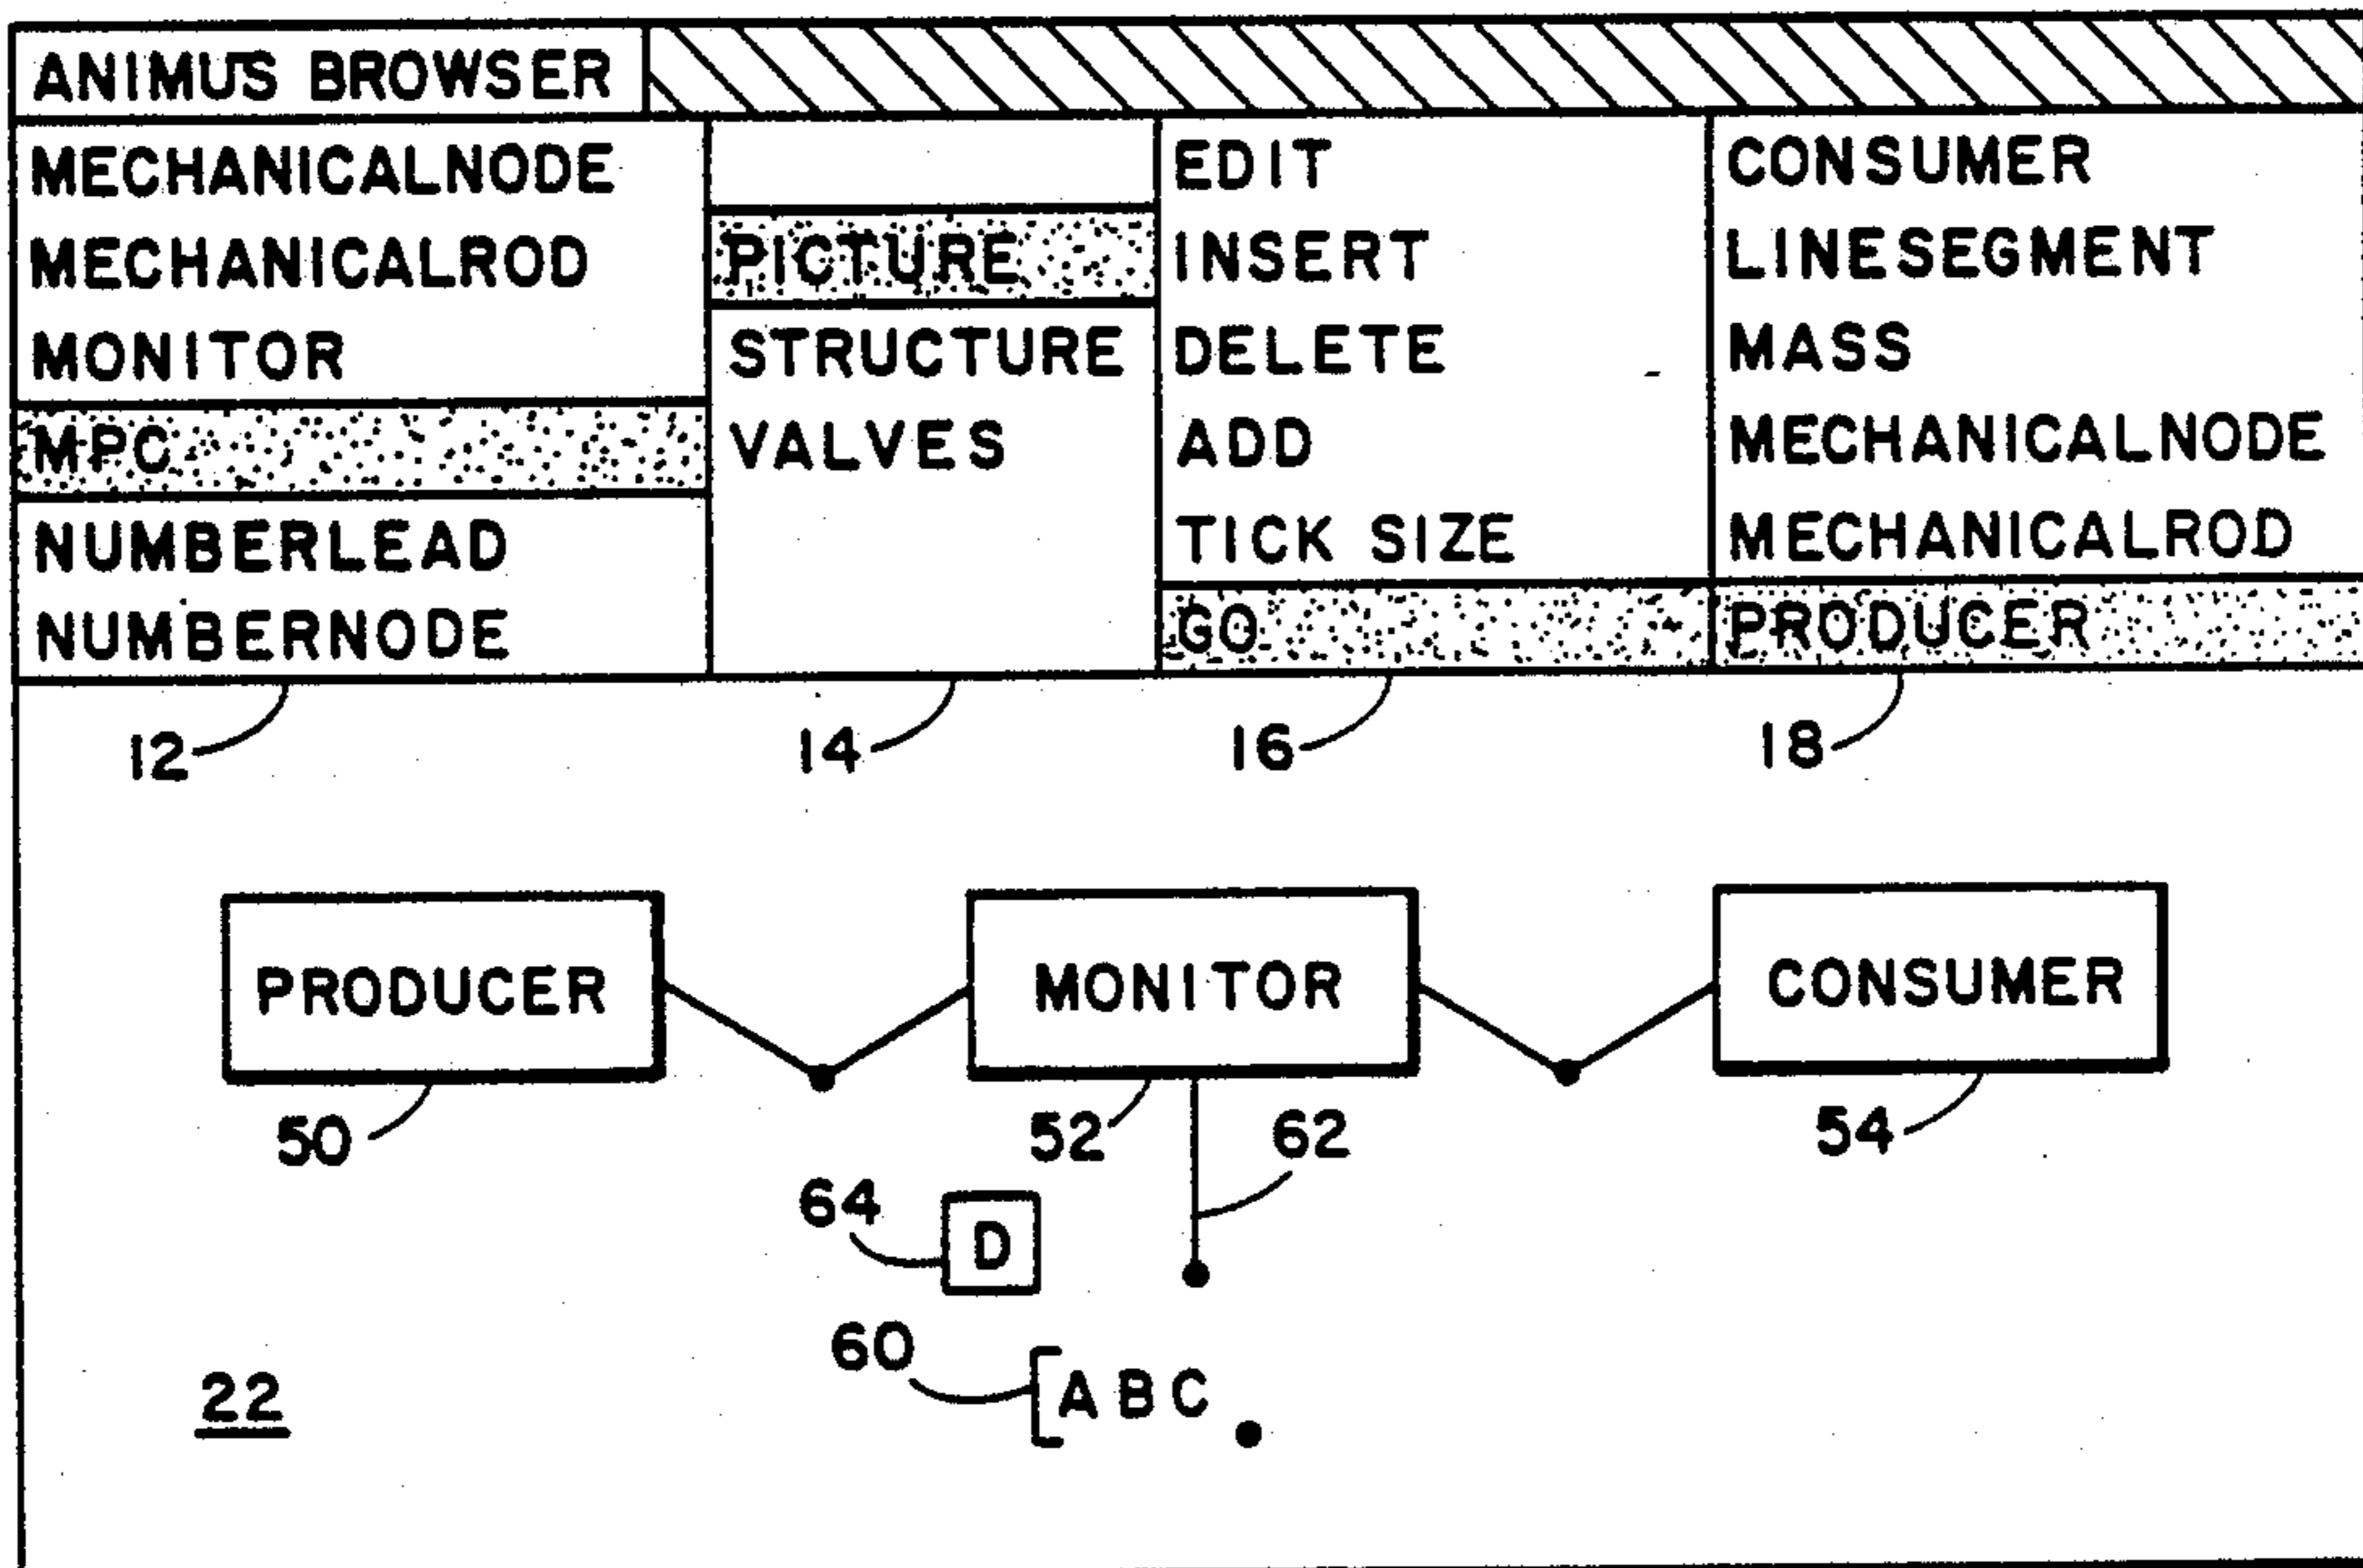 ANIMUS BROWSER
MECHANICALNODE
MECHANICALROD
MONITOR
MPC
NUMBERLEAD
NUMBERNODE
PICTURE
STRUCTURE
VALVES
EDIT
INSERT
DELETE
ADD
TICK SIZE
GO
CONSUMER
LINESEGMENT
MASS
MECHANICALNODE
MECHANICALROD
PRODUCER
12 14 16 18
PRODUCER MONITOR CONSUMER
50 52 62 54
64 D
60 [ABC
22